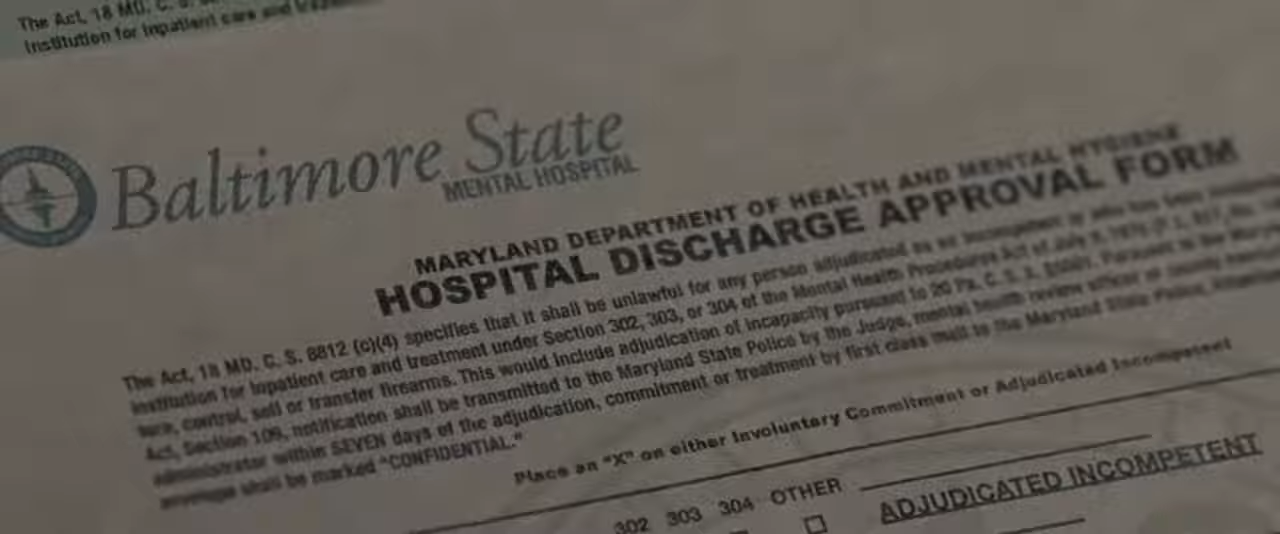 The Act, 18 MD. C. S.
Institution for inpatient care and
Baltimore State
MENTAL HOSPITAL
MARYLAND DEPARTMENT OF HEALTH AND MENTAL HYGIENE
HOSPITAL DISCHARGE APPROVAL FORM
The Act, 18 MD. C. S. 8812 (c)(4) specifies that it shall be unlawful for any person adjudicated as an incompetent or who has been
institution for inpatient care and treatment under Section 302, 303, or 304 of the Mental Health Procedures Act of July 9, 1976 (P.L. 817, No.
ture, control, sell or transfer firearms. This would include adjudication of incapacity pursuant to 20 Pa. C. S. Pursuant to the
Act, Section 109, notification shall be transmitted to the Maryland State Police by the Judge, mental health review officer or county
administrator within SEVEN days of the adjudication, commitment or treatment by first class mail to the Maryland State Police,
envelope shall be marked "CONFIDENTIAL."
Place an "X" on either Involuntary Commitment or Adjudicated Incompetent
302 303 304 OTHER
ADJUDICATED INCOMPETENT